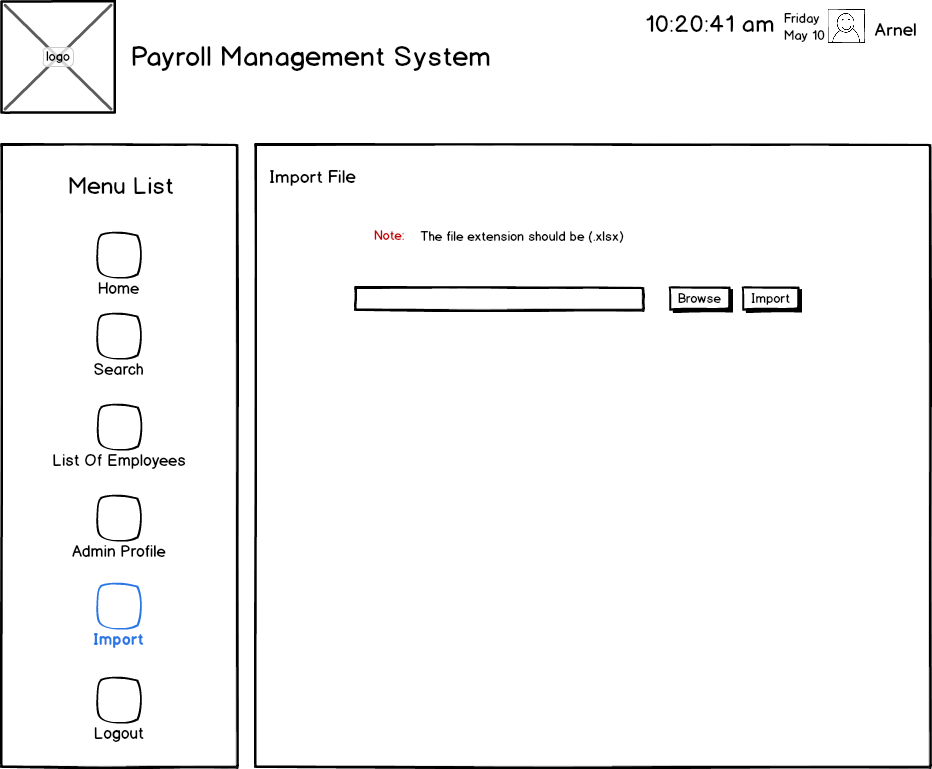 logo
Payroll Management System
10:20:41 am
Friday
May 10
Arnel
Menu List
Home
Search
List Of Employees
Admin Profile
Import
Logout
Import File
Note: The file extension should be (.xlsx)
Browse
Import